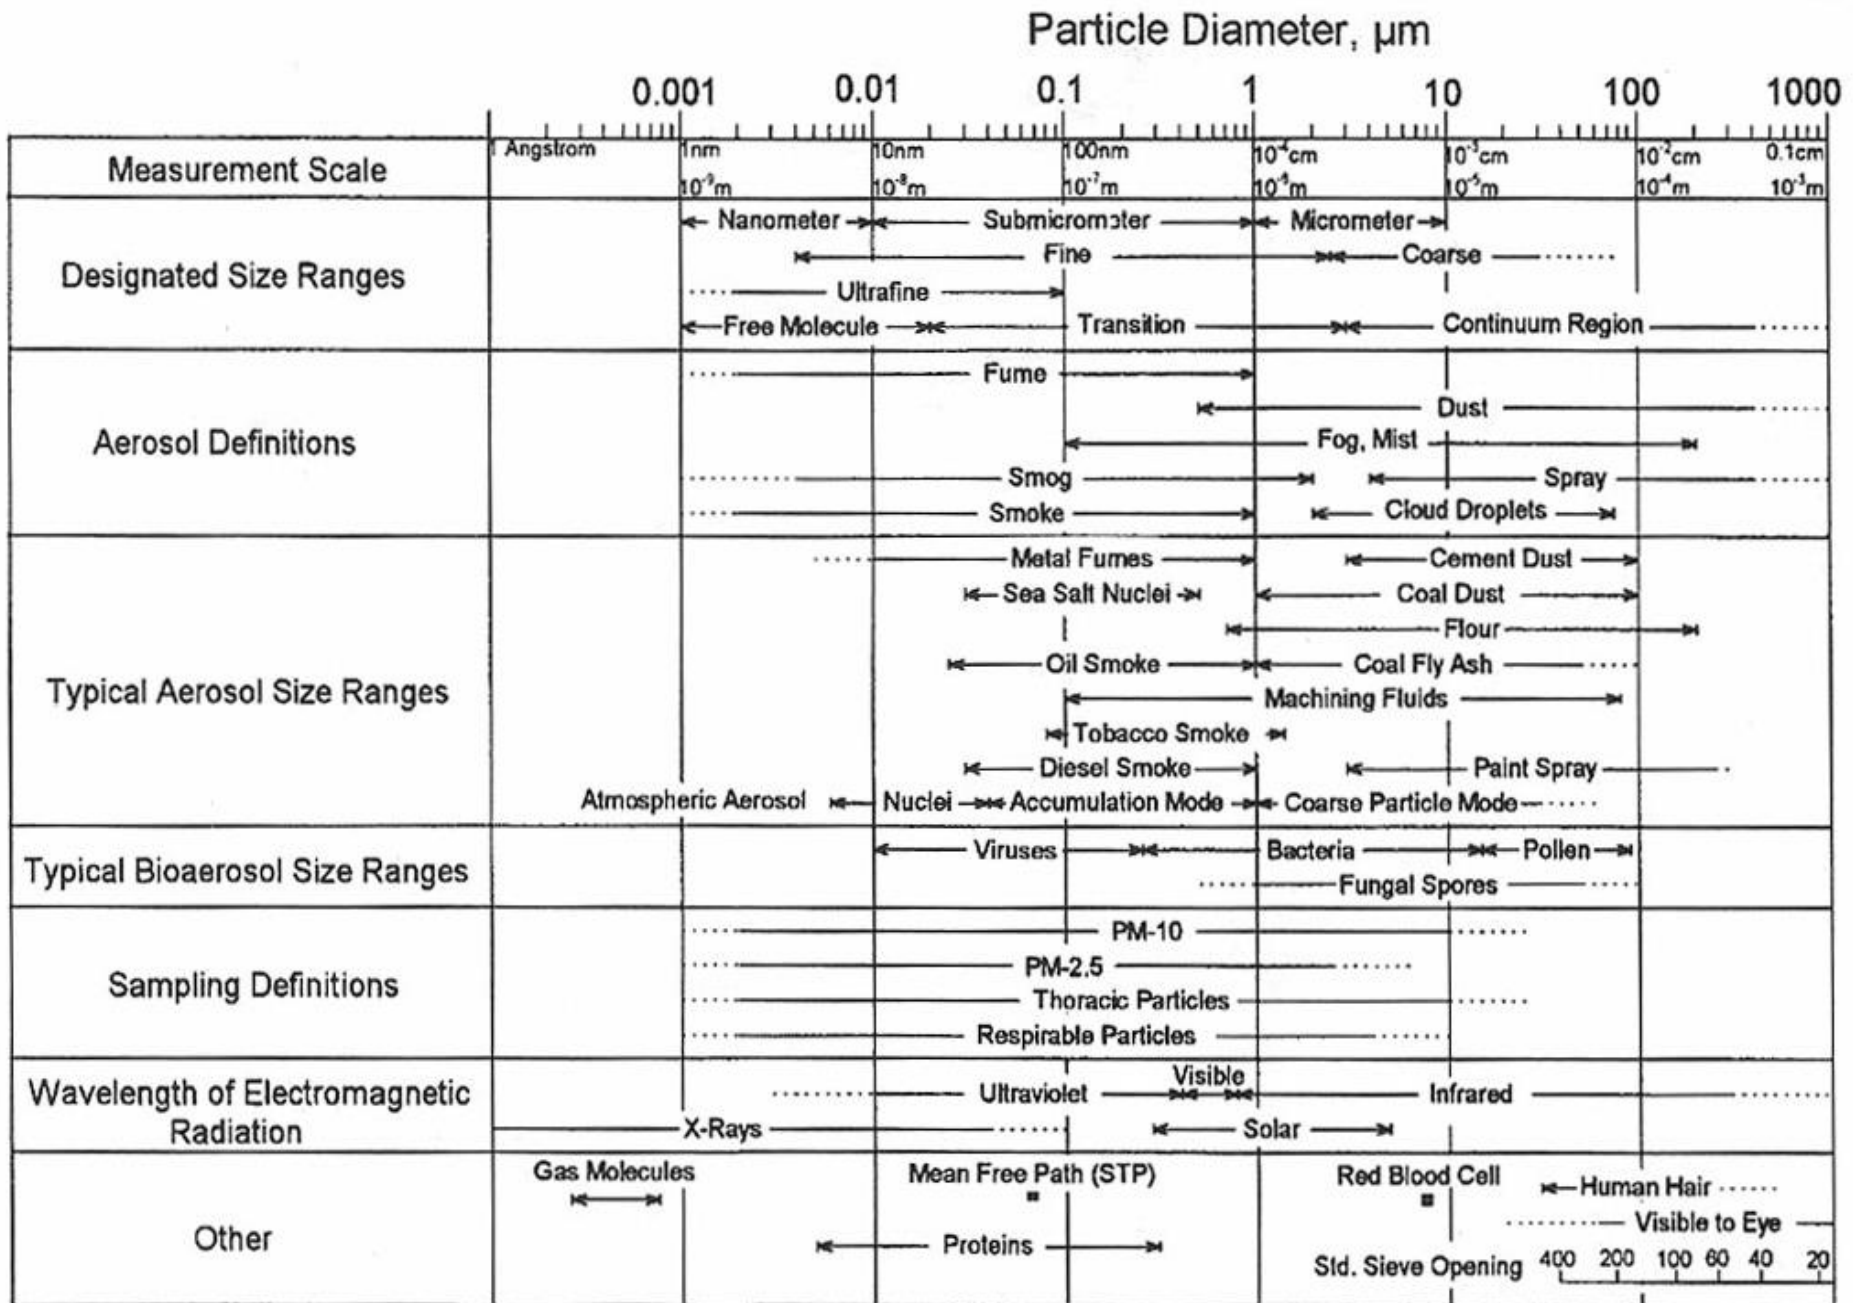 Particle Diameter, µm
0.001 0.01 0.1 1 10 100 1000
Measurement Scale
1 Angstrom 1nm 10nm 100nm 10⁻⁴cm 10⁻³cm 10⁻²cm 0.1cm
10⁻⁹m 10⁻⁸m 10⁻⁷m 10⁻⁶m 10⁻⁵m 10⁻⁴m 10⁻³m
Designated Size Ranges
Nanometer Submicrometer Micrometer
Fine Coarse
Ultrafine
Free Molecule Transition Continuum Region
Aerosol Definitions
Fume
Dust
Fog, Mist
Smog Spray
Smoke Cloud Droplets
Typical Aerosol Size Ranges
Metal Fumes Cement Dust
Sea Salt Nuclei Coal Dust
Flour
Oil Smoke Coal Fly Ash
Machining Fluids
Tobacco Smoke
Diesel Smoke Paint Spray
Atmospheric Aerosol Nuclei Accumulation Mode Coarse Particle Mode
Typical Bioaerosol Size Ranges
Viruses Bacteria Pollen
Fungal Spores
Sampling Definitions
PM-10
PM-2.5
Thoracic Particles
Respirable Particles
Wavelength of Electromagnetic
Radiation
Visible
Ultraviolet Infrared
X-Rays Solar
Other
Gas Molecules Mean Free Path (STP) Red Blood Cell
Human Hair
Visible to Eye
Proteins
Std. Sieve Opening 400 200 100 60 40 20